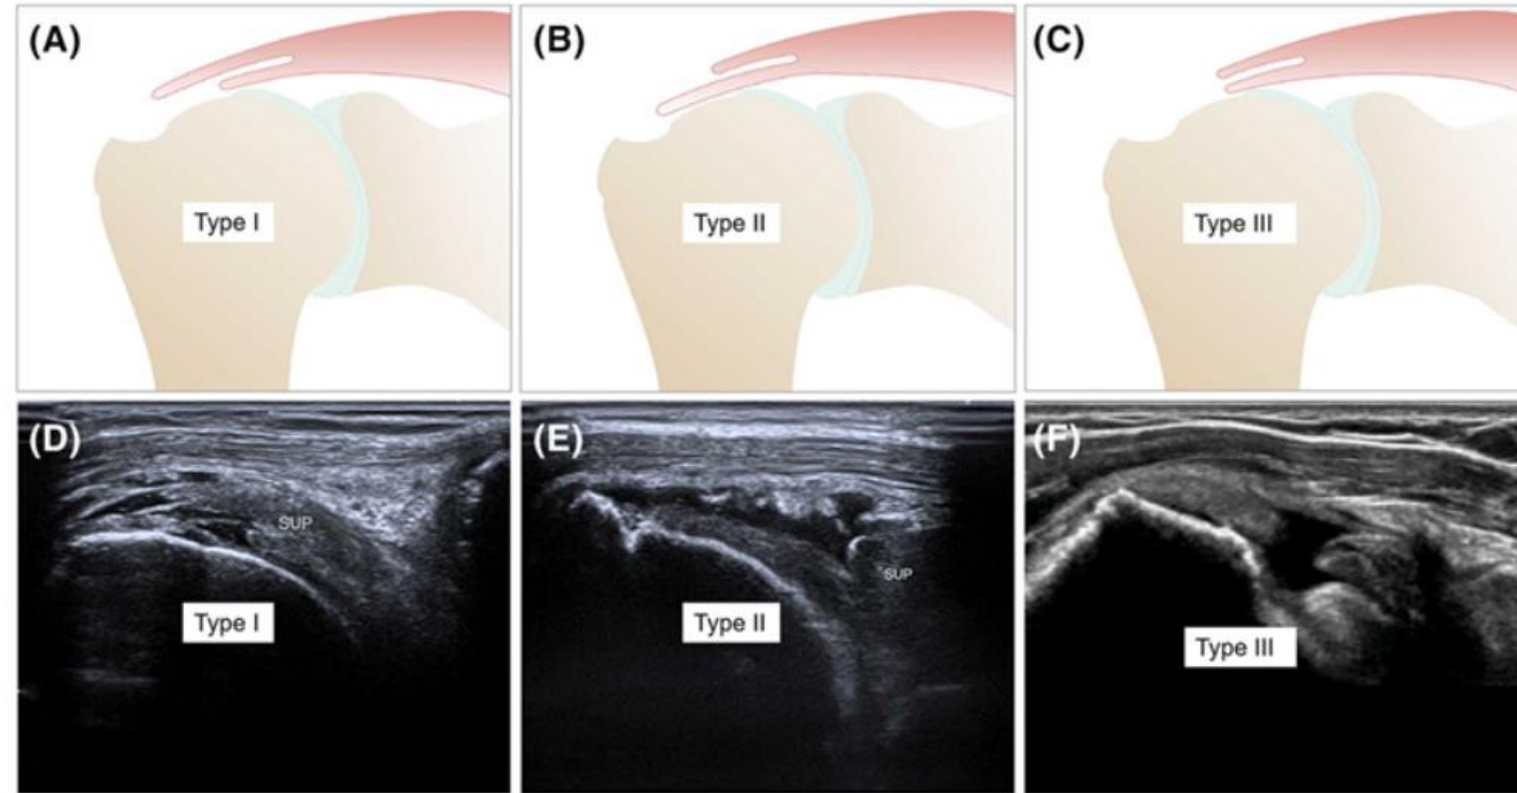 (A)
(B)
(C)
Type I
Type II
Type III
(D)
(E)
(F)
SUP
SUP
Type I
Type II
Type III